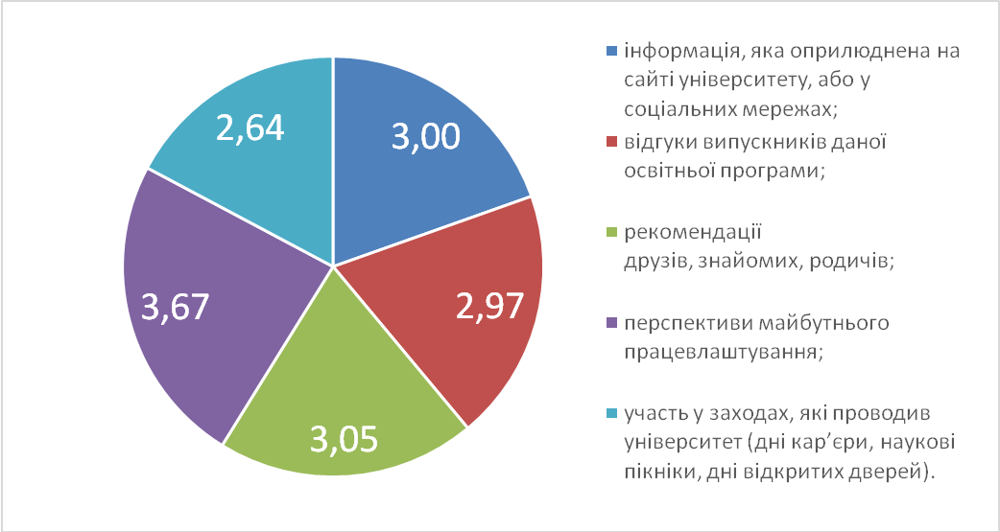 3,00
2,97
3,05
3,67
2,64
інформація, яка оприлюднена на
сайті університету, або у
соціальних мережах;
відгуки випускників даної
освітньої програми;
рекомендації
друзів, знайомих, родичів;
перспективи майбутнього
працевлаштування;
участь у заходах, які проводив
університет (дні кар’єри, наукові
пікніки, дні відкритих дверей).